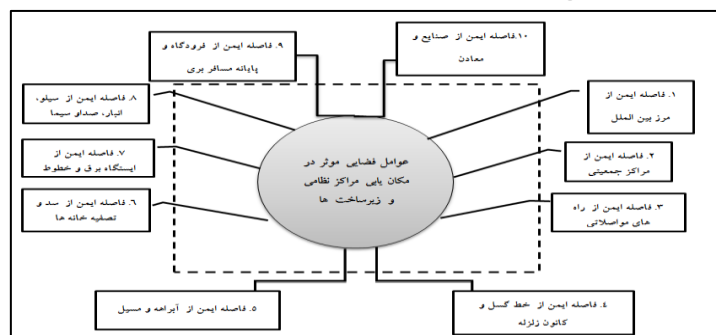 عوامل فضایی موثر در
مکان یابی مراکز نظامی
و زیرساخت ها
۱. فاصله ایمن از
مرز بین الملل
۲. فاصله ایمن از
مراکز جمعیتی
۳. فاصله ایمن از راه
های مواصلاتی
۴. فاصله ایمن از خط گسل و
کانون زلزله
۵. فاصله ایمن از آبراهه و مسیل
۶. فاصله ایمن از سد و
تصفیه خانه ها
۷. فاصله ایمن از
ایستگاه برق و خطوط
۸. فاصله ایمن از سیلو،
انبار، صداو سیما
۹. فاصله ایمن از فرودگاه و
پایانه مسافر بری
۱۰.فاصله ایمن از صنایع و
معادن